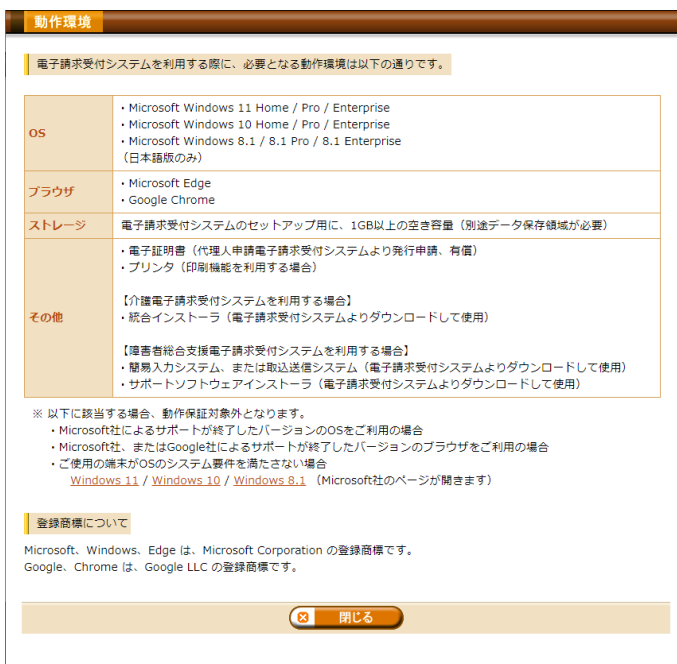 動作環境
電子請求受付システムを利用する際に、必要となる動作環境は以下の通りです。
OS
・Microsoft Windows 11 Home / Pro / Enterprise
・Microsoft Windows 10 Home / Pro / Enterprise
・Microsoft Windows 8.1 / 8.1 Pro / 8.1 Enterprise
（日本語版のみ）
ブラウザ
・Microsoft Edge
・Google Chrome
ストレージ
電子請求受付システムのセットアップ用に、1GB以上の空き容量（別途データ保存領域が必要）
その他
・電子証明書（代理人申請電子請求受付システムより発行申請、有償）
・プリンタ（印刷機能を利用する場合）
【介護電子請求受付システムを利用する場合】
・統合インストーラ（電子請求受付システムよりダウンロードして使用）
【障害者総合支援電子請求受付システムを利用する場合】
・簡易入力システム、または取込送信システム（電子請求受付システムよりダウンロードして使用）
・サポートソフトウェアインストーラ（電子請求受付システムよりダウンロードして使用）
※ 以下に該当する場合、動作保証対象外となります。
・Microsoft社によるサポートが終了したバージョンのOSをご利用の場合
・Microsoft社、またはGoogle社によるサポートが終了したバージョンのブラウザをご利用の場合
・ご使用の端末がOSのシステム要件を満たさない場合
Windows 11 / Windows 10 / Windows 8.1 （Microsoft社のページが開きます）
登録商標について
Microsoft、Windows、Edge は、Microsoft Corporation の登録商標です。
Google、Chrome は、Google LLC の登録商標です。
閉じる